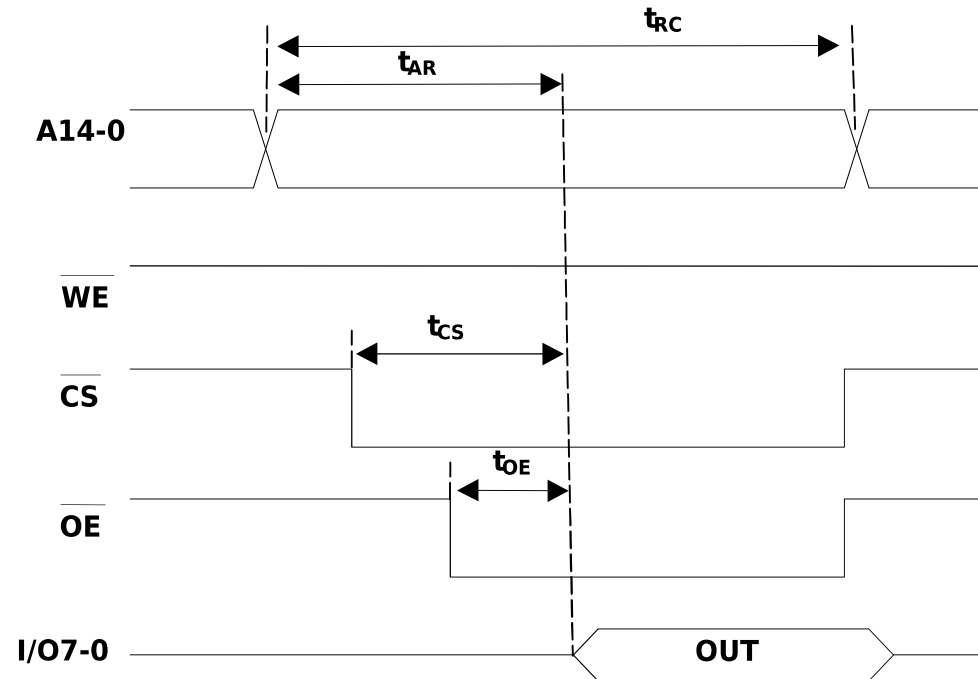 tRC
tAR
A14-0
WE
tCS
CS
tOE
OE
I/O7-0
OUT